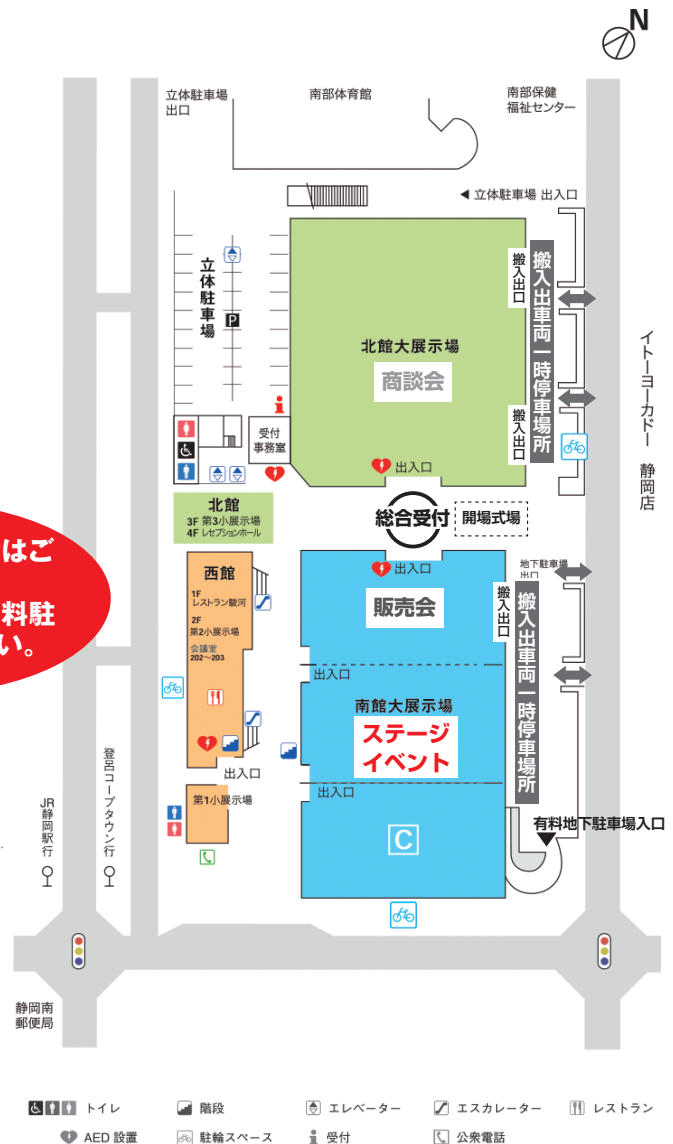 N
立体駐車場
出口
南部体育館
南部保健
福祉センター
◀ 立体駐車場 出入口
立体駐車場
P
搬入出口
搬入出車両一時停車場所
北館大展示場
商談会
イトーヨーカドー 静岡店
受付
事務室
搬入出口
出入口
北館
3F 第3小展示場
4F レセプションホール
総合受付
開場式場
はご
料駐
い。
西館
1F
レストラン駿河
2F
第2小展示場
会議室
202〜203
出入口
地下駐車場
出口
販売会
搬入出口
搬入出車両一時停車場所
出入口
南館大展示場
ステージ
イベント
出入口
出入口
第1小展示場
C
有料地下駐車場入口
登呂コープタウン行
JR静岡駅行
静岡南
郵便局
トイレ
階段
エレベーター
エスカレーター
レストラン
AED 設置
駐輪スペース
受付
公衆電話